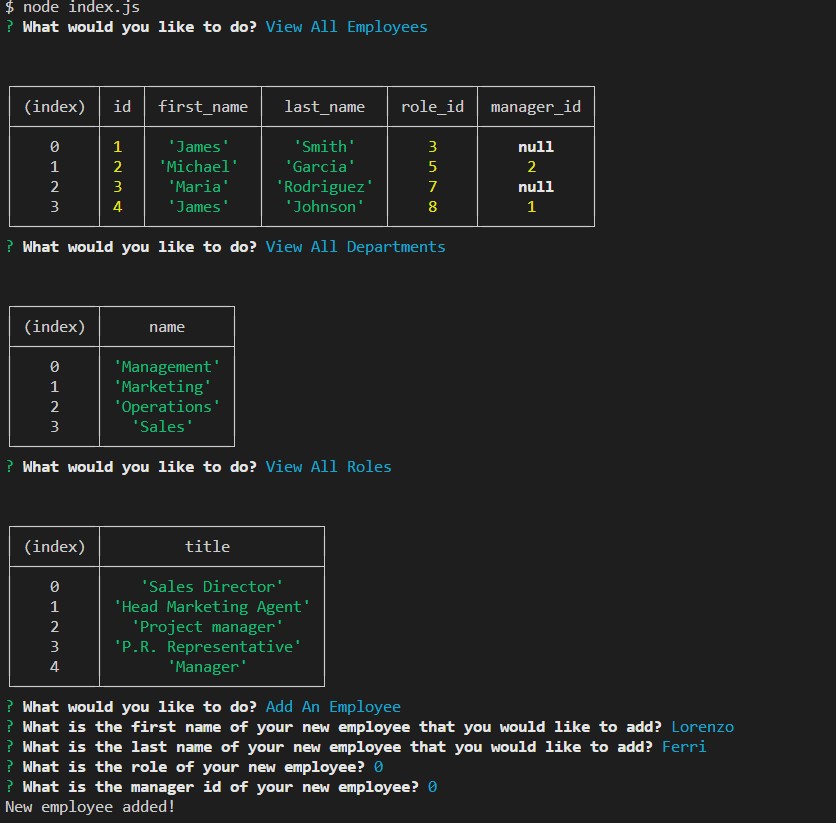 $ node index.js
? What would you like to do? View All Employees
(index) id first_name last_name role_id manager_id
0 1 'James' 'Smith' 3 null
1 2 'Michael' 'Garcia' 5 2
2 3 'Maria' 'Rodriguez' 7 null
3 4 'James' 'Johnson' 8 1
? What would you like to do? View All Departments
(index) name
0 'Management'
1 'Marketing'
2 'Operations'
3 'Sales'
? What would you like to do? View All Roles
(index) title
0 'Sales Director'
1 'Head Marketing Agent'
2 'Project manager'
3 'P.R. Representative'
4 'Manager'
? What would you like to do? Add An Employee
? What is the first name of your new employee that you would like to add? Lorenzo
? What is the last name of your new employee that you would like to add? Ferri
? What is the role of your new employee? 0
? What is the manager id of your new employee? 0
New employee added!